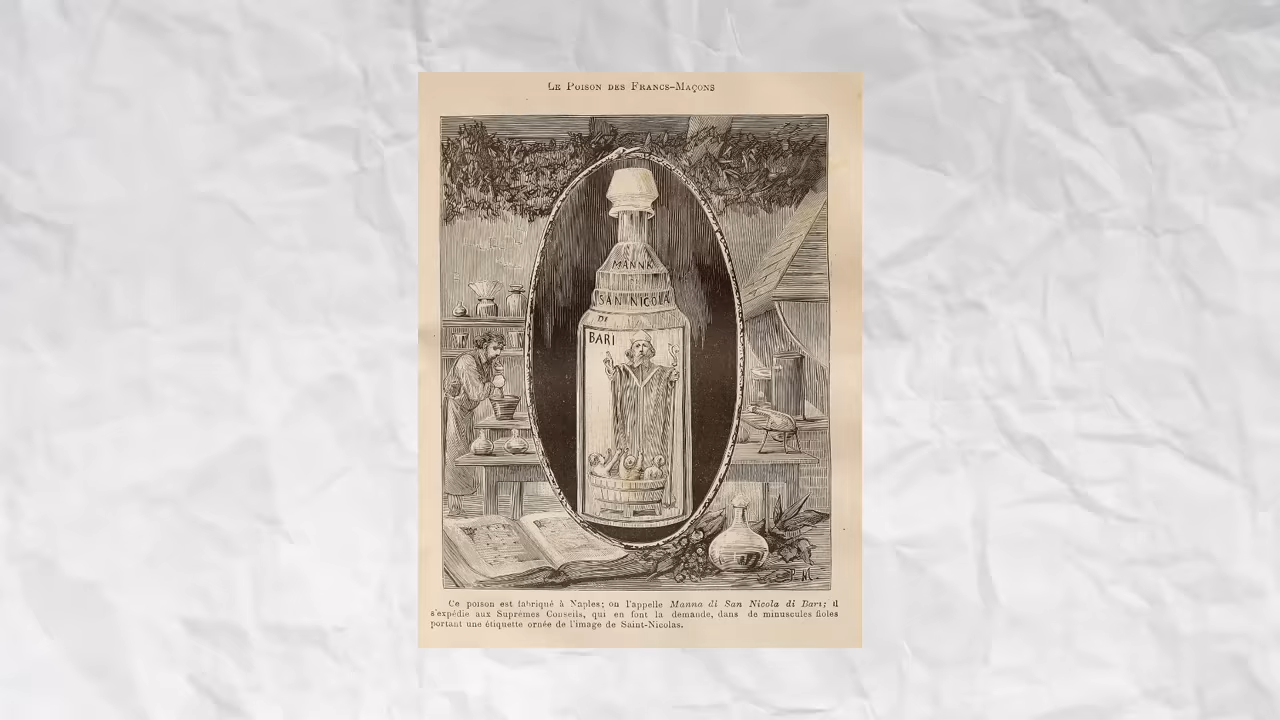 Le Poison des Francs-Maçons
MANNA
SAN NICOLA
DI
BARI
P. M.
Ce poison est fabriqué à Naples; on l'appelle Manna di San Nicola di Bari; il
s'expédie aux Suprêmes Conseils, qui en font la demande, dans de minuscules fioles
portant une étiquette ornée de l'image de Saint-Nicolas.